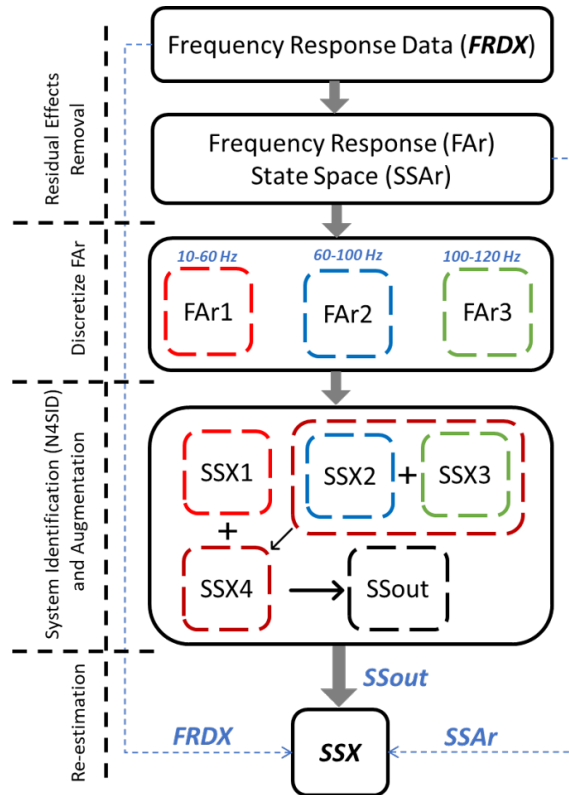 Frequency Response Data (FRDX)
Residual Effects
Removal
Frequency Response (FAr)
State Space (SSAr)
Discretize FAr
10-60 Hz
60-100 Hz
100-120 Hz
FAr1
FAr2
FAr3
System Identification (N4SID)
and Augmentation
SSX1
SSX2
+
SSX3
+
SSX4
SSout
SSout
Re-estimation
FRDX
SSX
SSAr